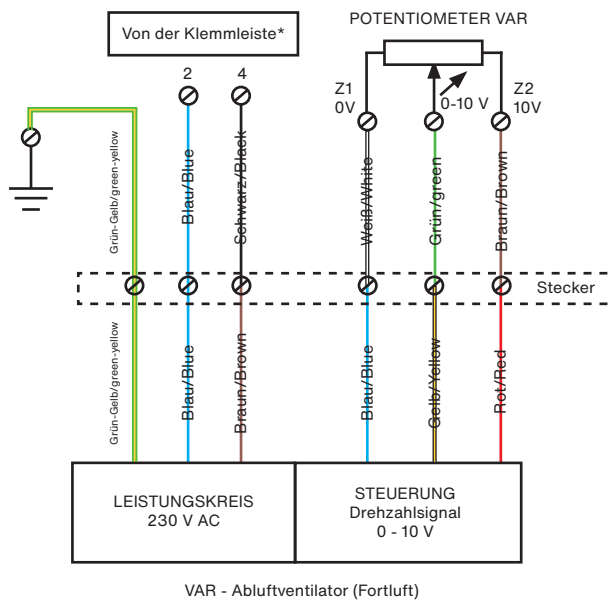 POTENTIOMETER VAR
Von der Klemmleiste*
2
4
Z1
0V
0-10 V
Z2
10V
Grün-Gelb/green-yellow
Blau/Blue
Schwarz/Black
Weiß/White
Grün/green
Braun/Brown
Stecker
Grün-Gelb/green-yellow
Blau/Blue
Braun/Brown
Blau/Blue
Gelb/Yellow
Rot/Red
LEISTUNGSKREIS
230 V AC
STEUERUNG
Drehzahlsignal
0 - 10 V
VAR - Abluftventilator (Fortluft)